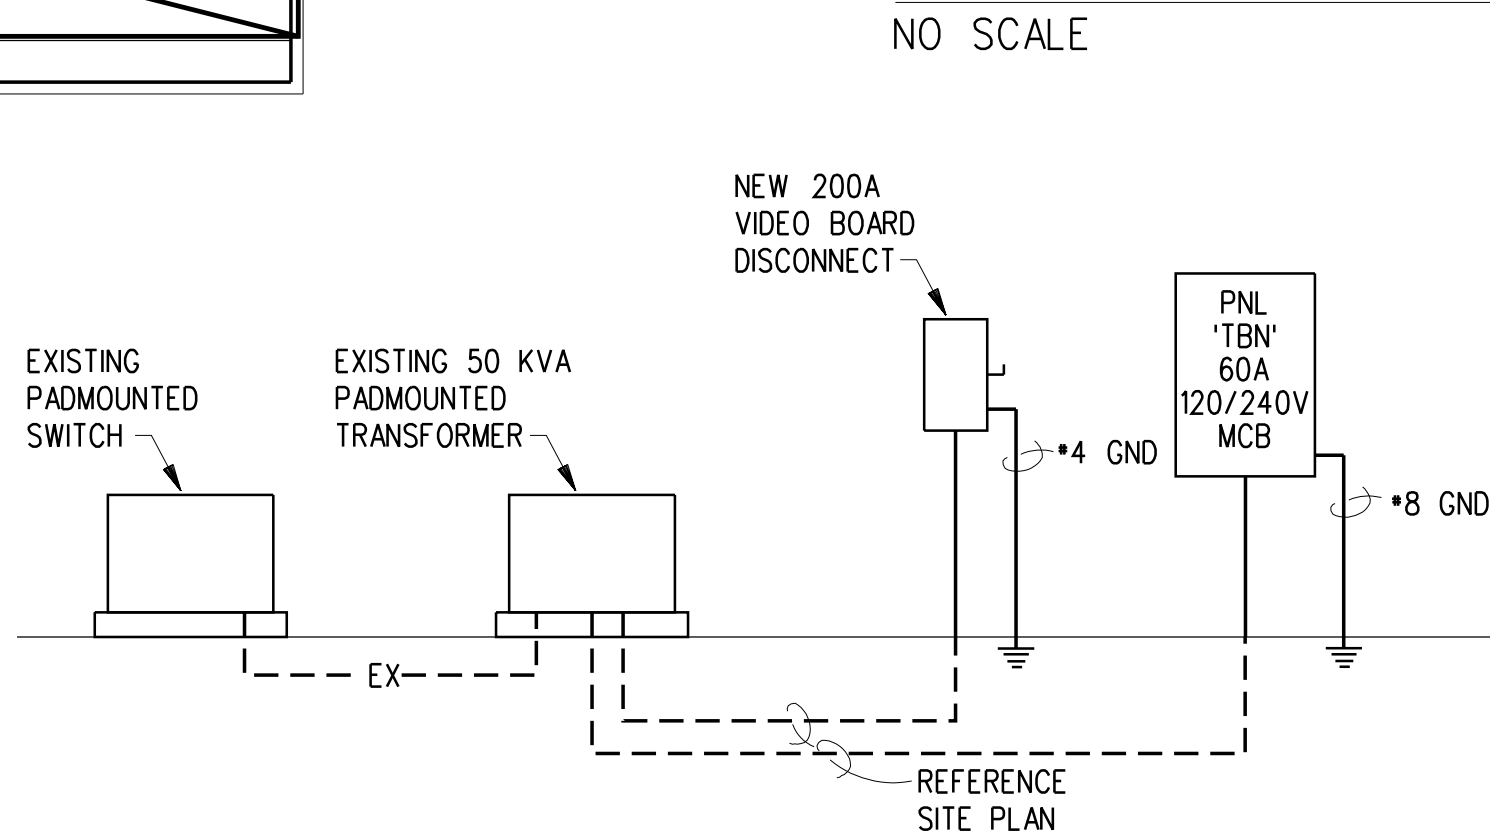 NO SCALE
NEW 200A
VIDEO BOARD
DISCONNECT
EXISTING
PADMOUNTED
SWITCH
EXISTING 50 KVA
PADMOUNTED
TRANSFORMER
PNL
'TBN'
60A
120/240V
MCB
#4 GND
#8 GND
EX
REFERENCE
SITE PLAN